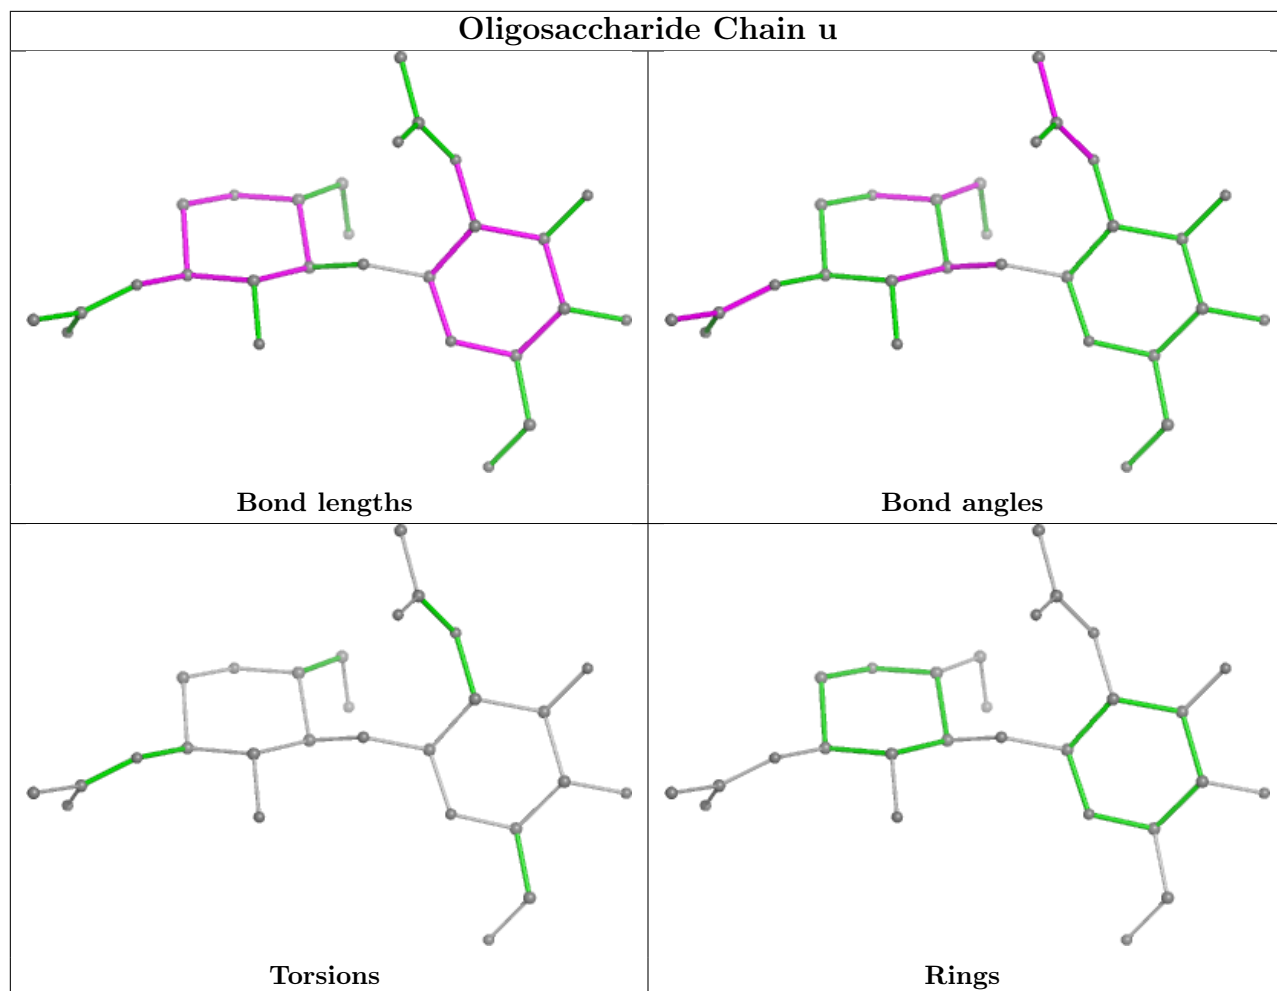 Oligosaccharide Chain u
Bond lengths
Bond angles
Torsions
Rings